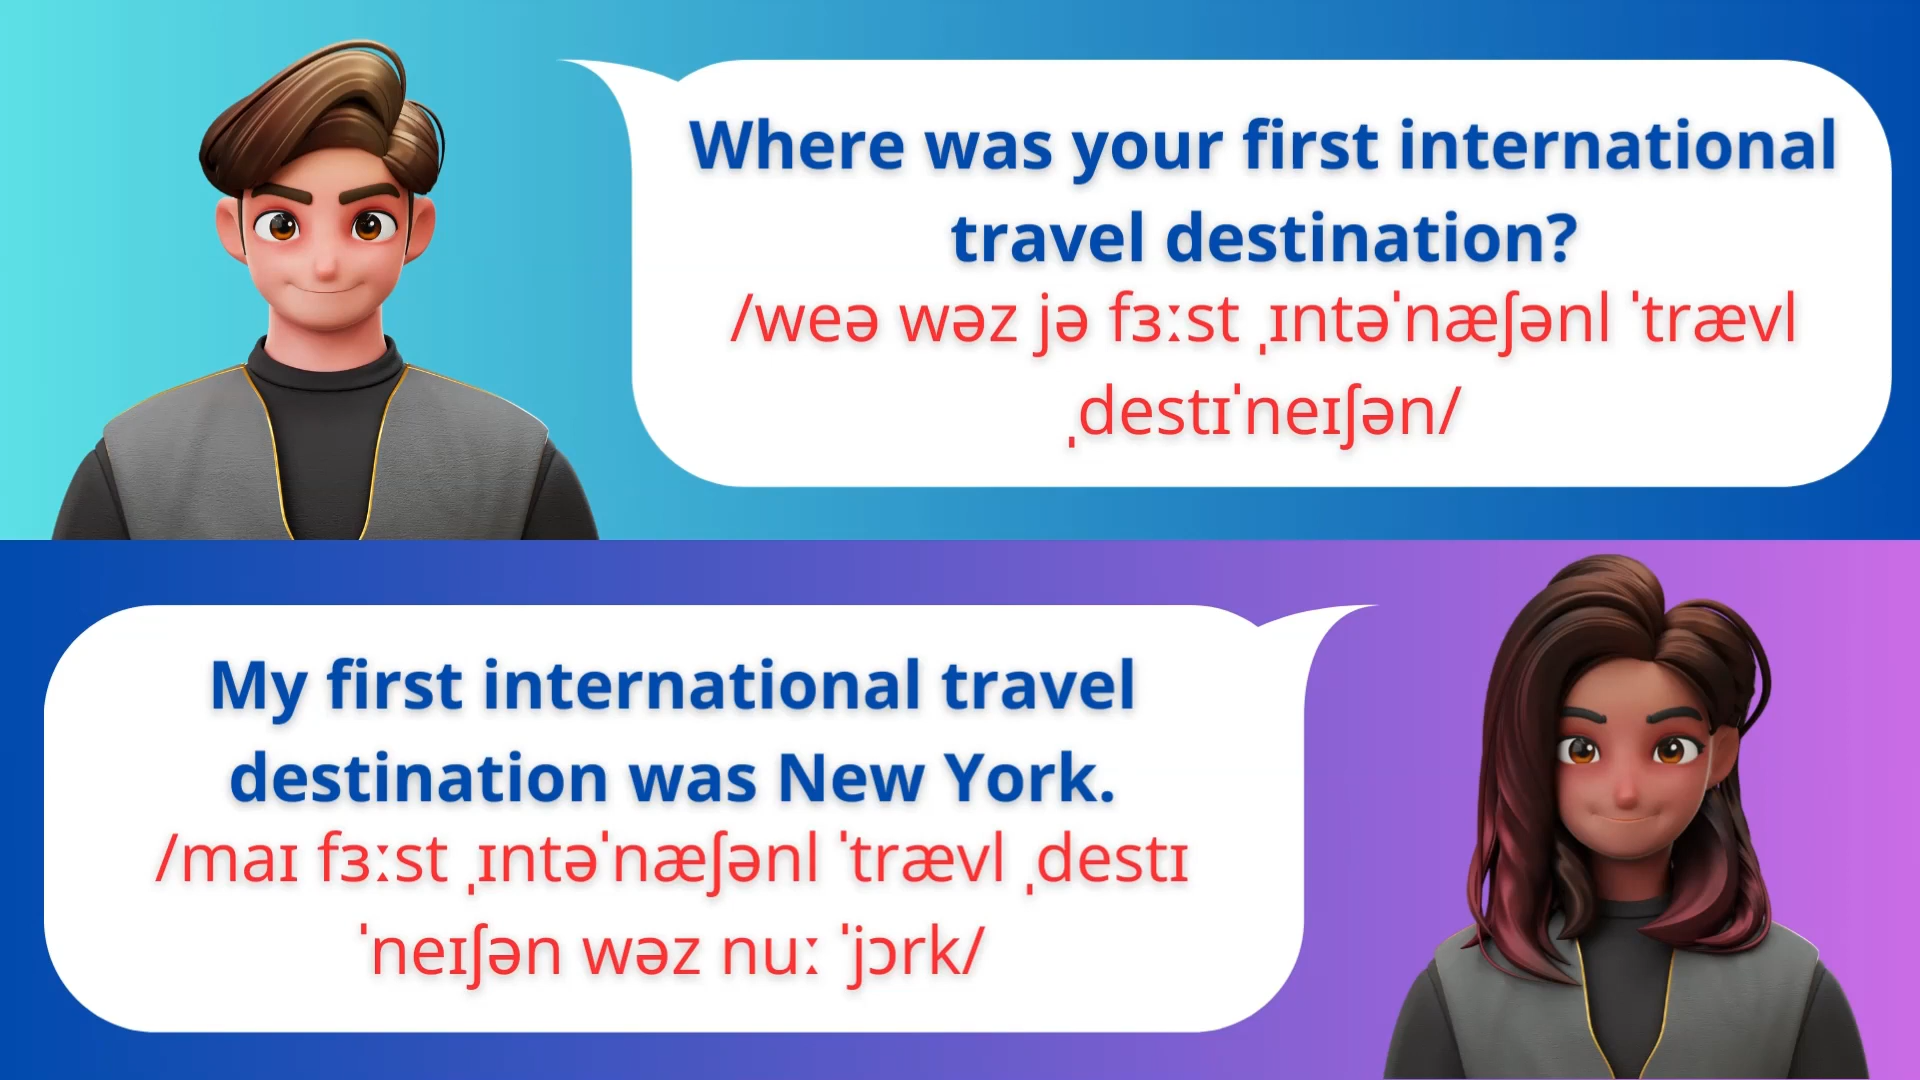 Where was your first international
travel destination?
/weə wəz jə fɜːst ˌɪntəˈnæʃənl ˈtrævl
ˌdestɪˈneɪʃən/
My first international travel
destination was New York.
/maɪ fɜːst ˌɪntəˈnæʃənl ˈtrævl ˌdestɪ
ˈneɪʃən wəz nuː ˈjɔrk/